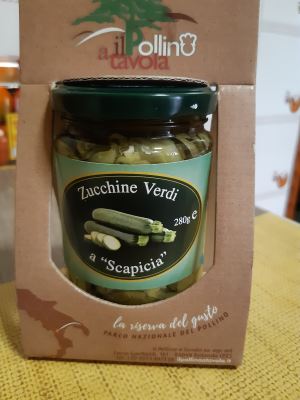 il Pollino
a tavola
Zucchine Verdi
280g e
a "Scapicia"
la riserva del gusto
PARCO NAZIONALE DEL POLLINO